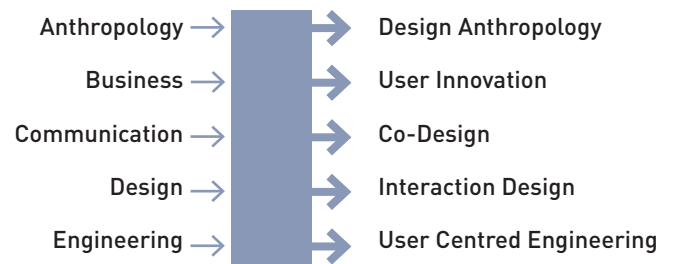 Anthropology Design Anthropology
Business User Innovation
Communication Co-Design
Design Interaction Design
Engineering User Centred Engineering